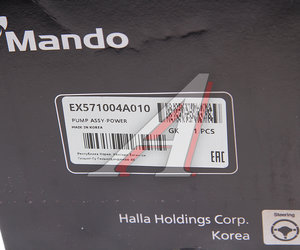 Mando
EX571004A010
PUMP ASSY-POWER
MADE IN KOREA
GK 1 PCS
EAC
Halla Holdings Corp.
Korea
Steering